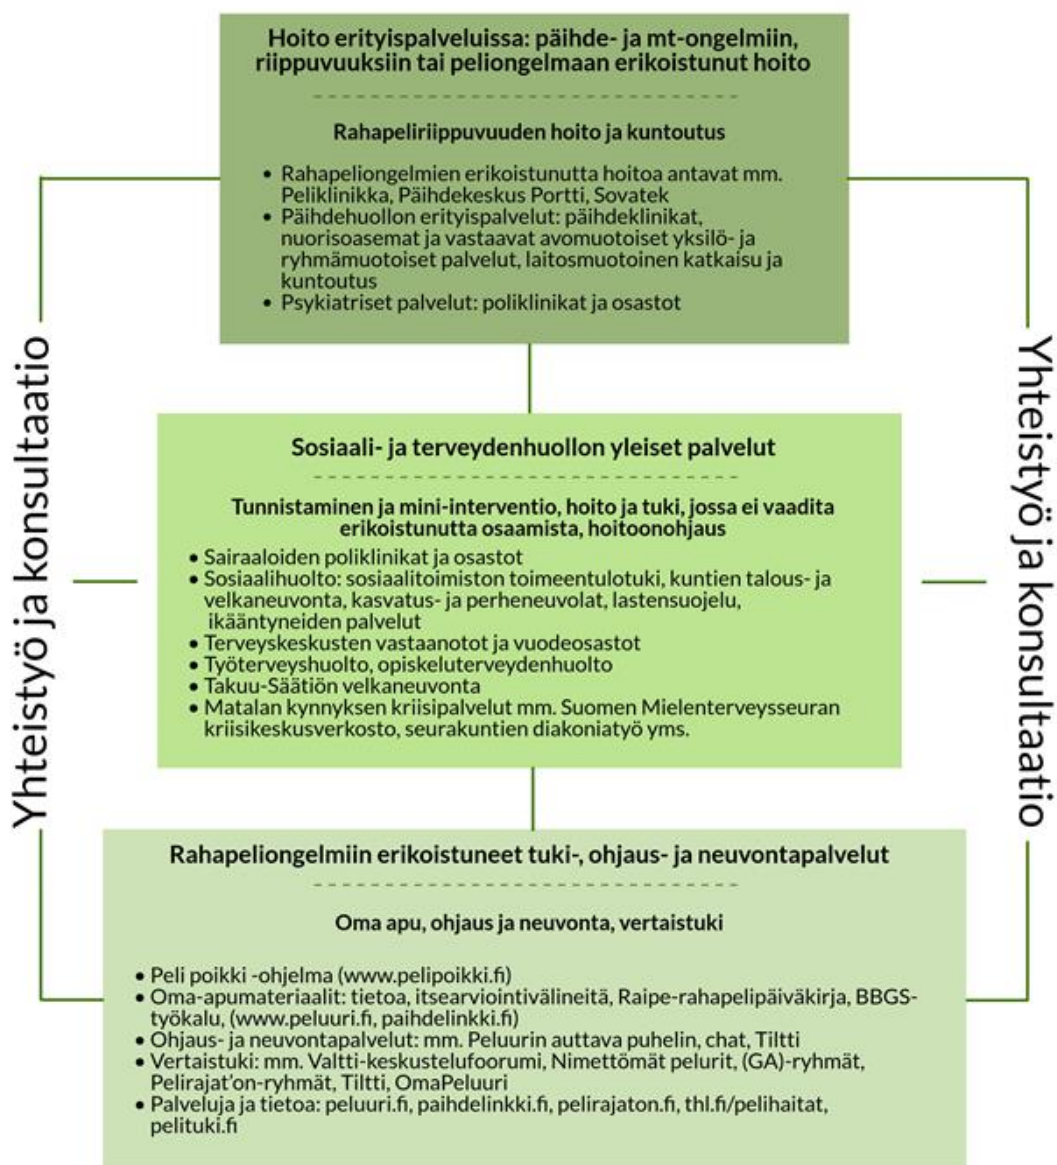 Hoito erityispalveluissa: päihde- ja mt-ongelmiin,
riippuvuuksiin tai peliongelmaan erikoistunut hoito
Rahapeliriippuvuuden hoito ja kuntoutus
• Rahapeliongelmien erikoistunutta hoitoa antavat mm.
Peliklinikka, Päihdekeskus Portti, Sovatek
• Päihdehuollon erityispalvelut: päihdeklinikat,
nuorisoasemat ja vastaavat avomuotoiset yksilö- ja
ryhmämuotoiset palvelut, laitosmuotoinen katkaisu ja
kuntoutus
• Psykiatriset palvelut: poliklinikat ja osastot
Yhteistyö ja konsultaatio
Yhteistyö ja konsultaatio
Sosiaali- ja terveydenhuollon yleiset palvelut
Tunnistaminen ja mini-interventio, hoito ja tuki, jossa ei vaadita
erikoistunutta osaamista, hoitoonohjaus
• Sairaaloiden poliklinikat ja osastot
• Sosiaalihuolto: sosiaalitoimiston toimeentulotuki, kuntien talous- ja
velkaneuvonta, kasvatus- ja perheneuvolat, lastensuojelu,
ikääntyneiden palvelut
• Terveyskeskusten vastaanotot ja vuodeosastot
• Työterveyshuolto, opiskeluterveydenhuolto
• Takuu-Säätiön velkaneuvonta
• Matalan kynnyksen kriisipalvelut mm. Suomen Mielenterveysseuran
kriisikeskusverkosto, seurakuntien diakoniatyö yms.
Rahapeliongelmiin erikoistuneet tuki-, ohjaus- ja neuvontapalvelut
Oma apu, ohjaus ja neuvonta, vertaistuki
• Peli poikki -ohjelma (www.pelipoikki.fi)
• Oma-apumateriaalit: tietoa, itsearviointivälineitä, Raipe-rahapelipäiväkirja, BBGS-
työkalu, (www.peluuri.fi, paihdelinkki.fi)
• Ohjaus- ja neuvontapalvelut: mm. Peluurin auttava puhelin, chat, Tiltti
• Vertaistuki: mm. Valtti-keskustelufoorumi, Nimettömät pelurit, (GA)-ryhmät,
Pelirajat'on-ryhmät, Tiltti, OmaPeluuri
• Palveluja ja tietoa: peluuri.fi, paihdelinkki.fi, pelirajaton.fi, thl.fi/pelihaitat,
pelituki.fi